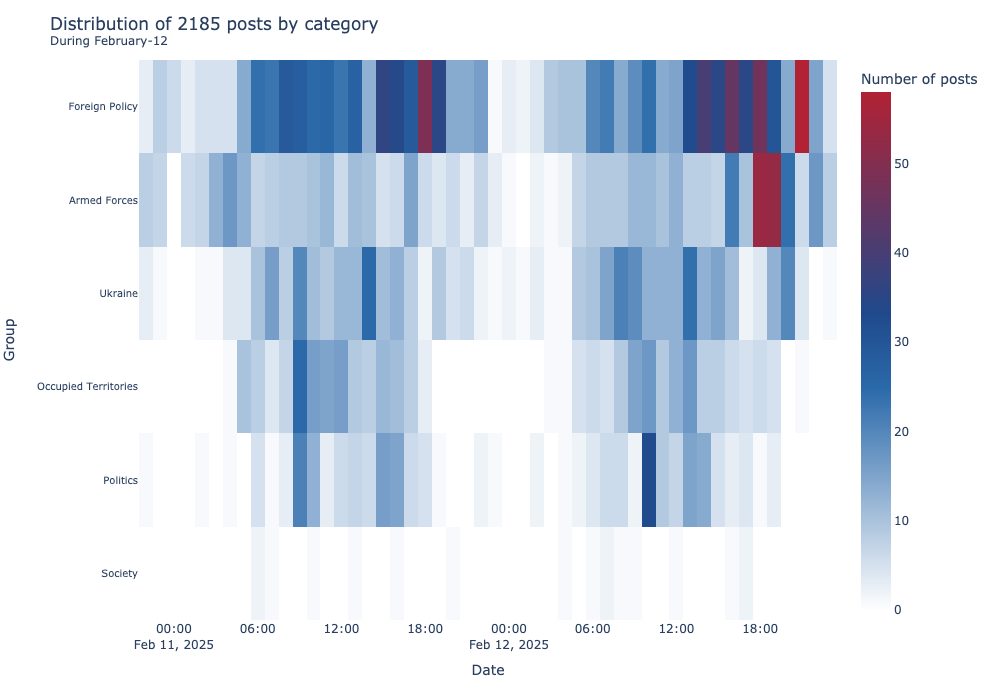 Distribution of 2185 posts by category
During February-12
Number of posts
Foreign Policy
Armed Forces
Ukraine
Occupied Territories
Politics
Society
Group
50
40
30
20
10
0
00:00 06:00 12:00 18:00 00:00 06:00 12:00 18:00
Feb 11, 2025 Feb 12, 2025
Date